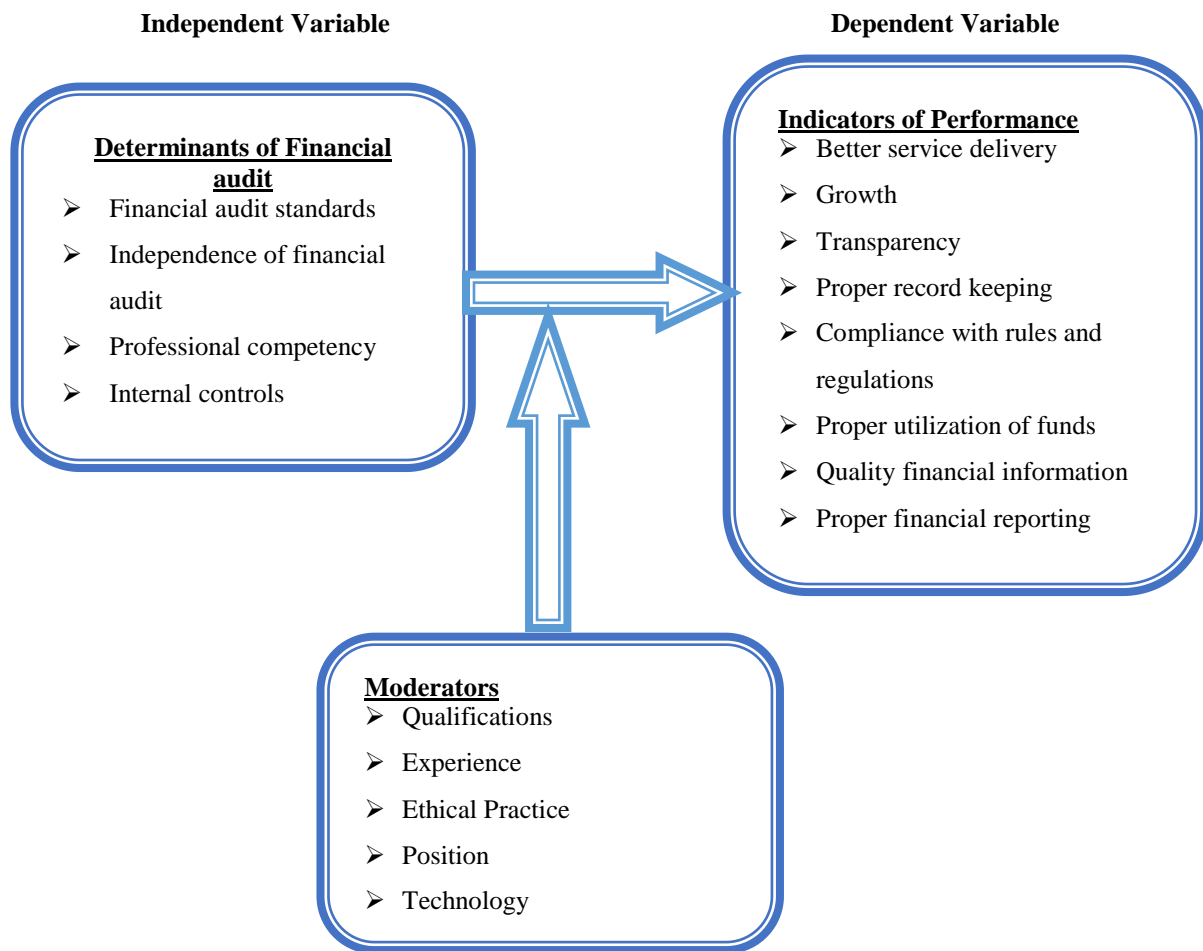 Independent Variable
Dependent Variable
Determinants of Financial
audit
➢ Financial audit standards
➢ Independence of financial
audit
➢ Professional competency
➢ Internal controls
Indicators of Performance
➢ Better service delivery
➢ Growth
➢ Transparency
➢ Proper record keeping
➢ Compliance with rules and
regulations
➢ Proper utilization of funds
➢ Quality financial information
➢ Proper financial reporting
Moderators
➢ Qualifications
➢ Experience
➢ Ethical Practice
➢ Position
➢ Technology